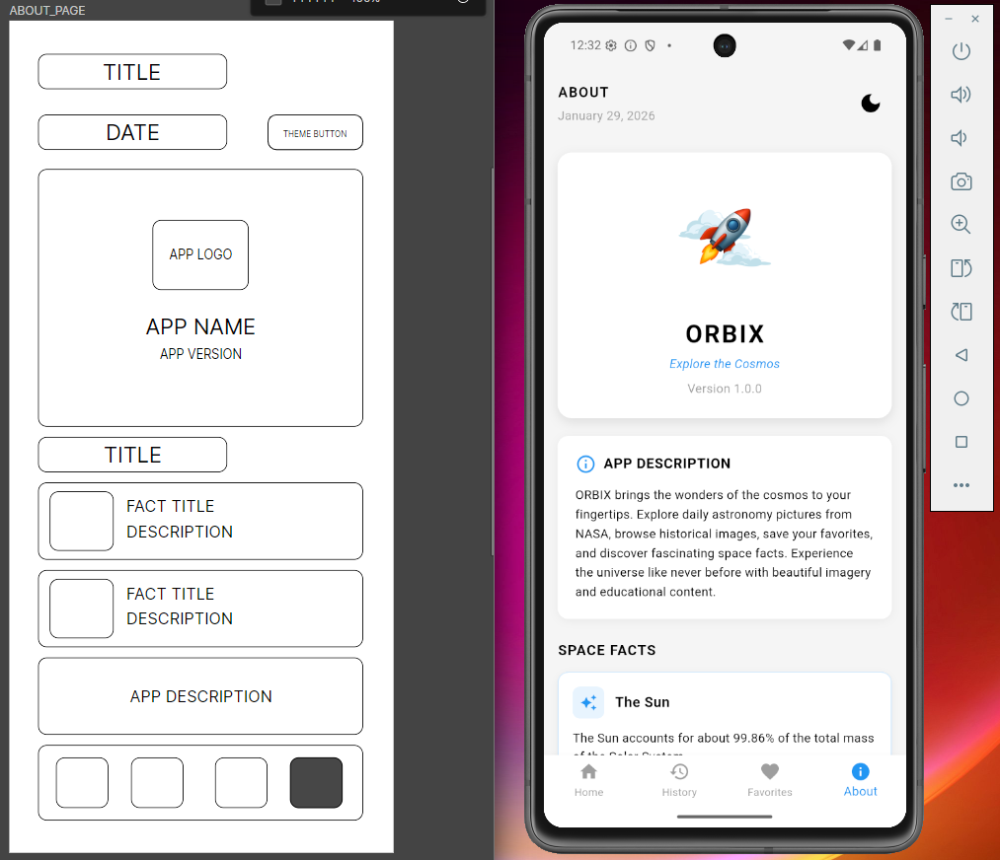 ABOUT_PAGE
TITLE
DATE
THEME BUTTON
APP LOGO
APP NAME
APP VERSION
TITLE
FACT TITLE
DESCRIPTION
FACT TITLE
DESCRIPTION
APP DESCRIPTION
12:32
ABOUT
January 29, 2026
ORBIX
Explore the Cosmos
Version 1.0.0
APP DESCRIPTION
ORBIX brings the wonders of the cosmos to your
fingertips. Explore daily astronomy pictures from
NASA, browse historical images, save your favorites,
and discover fascinating space facts. Experience
the universe like never before with beautiful imagery
and educational content.
SPACE FACTS
The Sun
The Sun accounts for about 99.86% of the total mass
of the Solar System
Home
History
Favorites
About